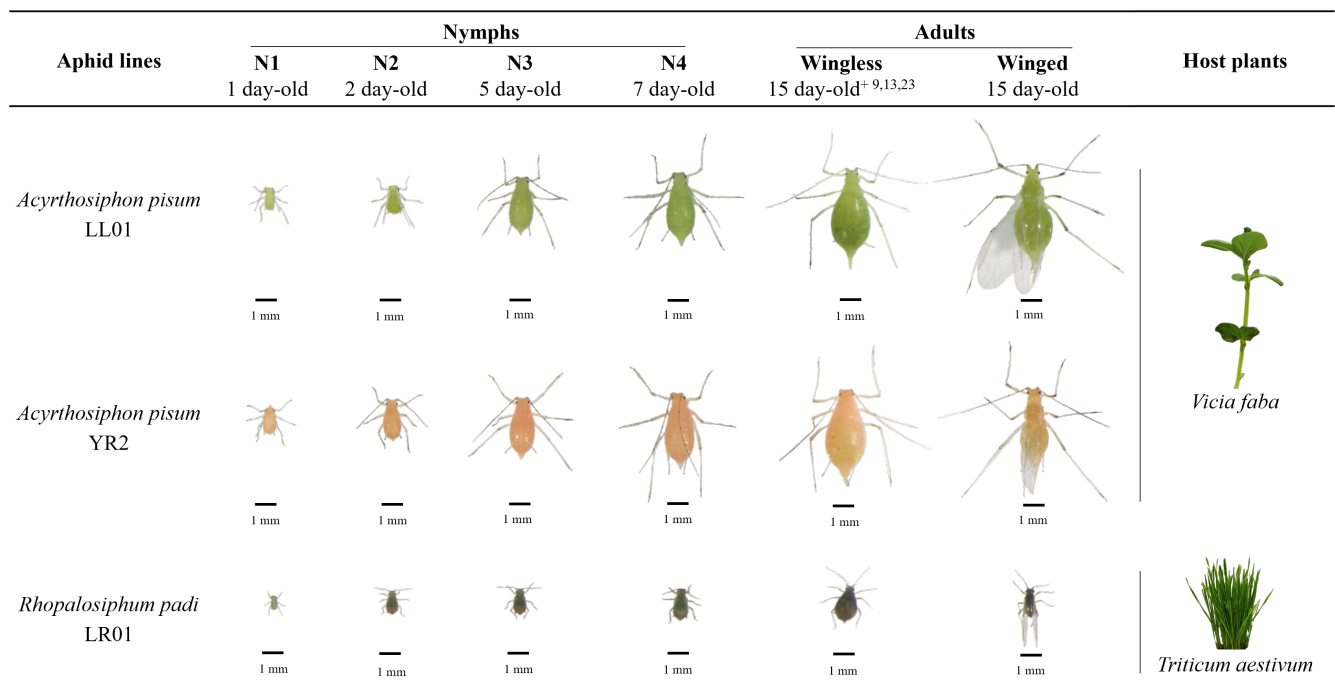 Nymphs Adults
Aphid lines N1 N2 N3 N4 Wingless Winged Host plants
1 day-old 2 day-old 5 day-old 7 day-old 15 day-old+ 9,13,23 15 day-old
Acyrthosiphon pisum
LL01
1 mm 1 mm 1 mm 1 mm 1 mm 1 mm
Vicia faba
Acyrthosiphon pisum
YR2
1 mm 1 mm 1 mm 1 mm 1 mm 1 mm
Rhopalosiphum padi
LR01
1 mm 1 mm 1 mm 1 mm 1 mm 1 mm
Triticum aestivum